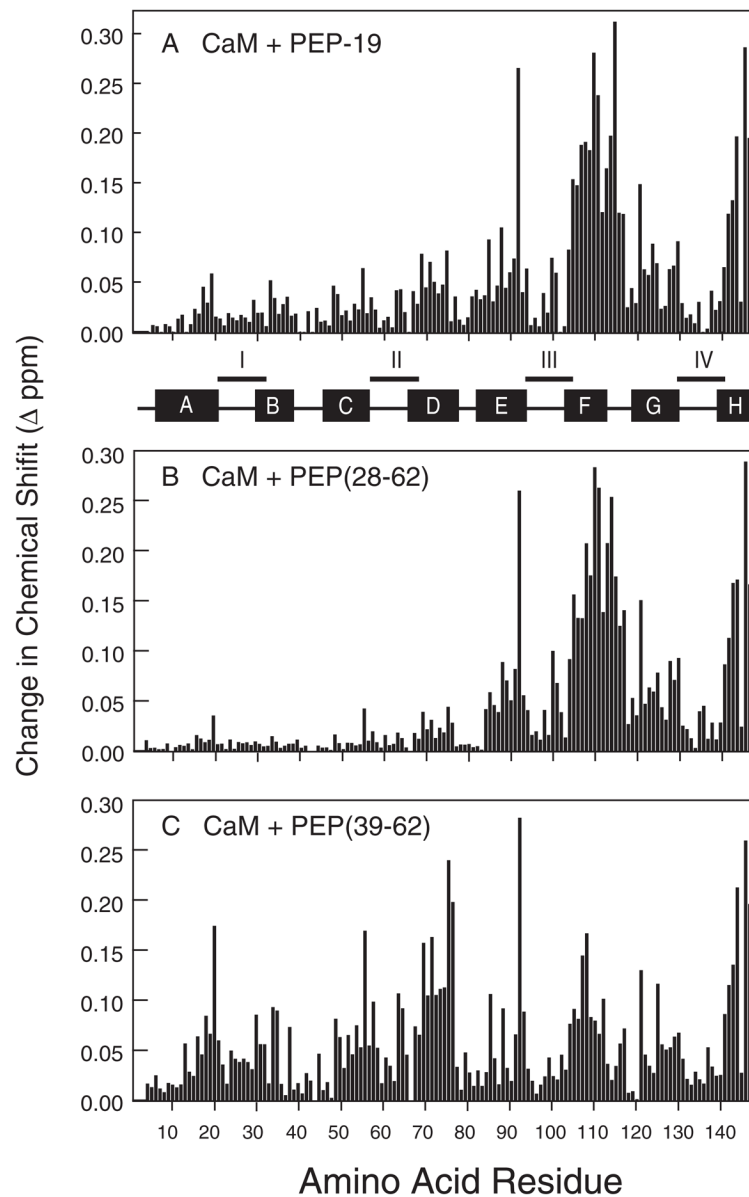 Change in Chemical Shifit (Δ ppm)
A CaM + PEP-19
0.30
0.25
0.20
0.15
0.10
0.05
0.00
I II III IV
A B C D E F G H
B CaM + PEP(28-62)
0.30
0.25
0.20
0.15
0.10
0.05
0.00
C CaM + PEP(39-62)
0.30
0.25
0.20
0.15
0.10
0.05
0.00
10 20 30 40 50 60 70 80 90 100 110 120 130 140
Amino Acid Residue